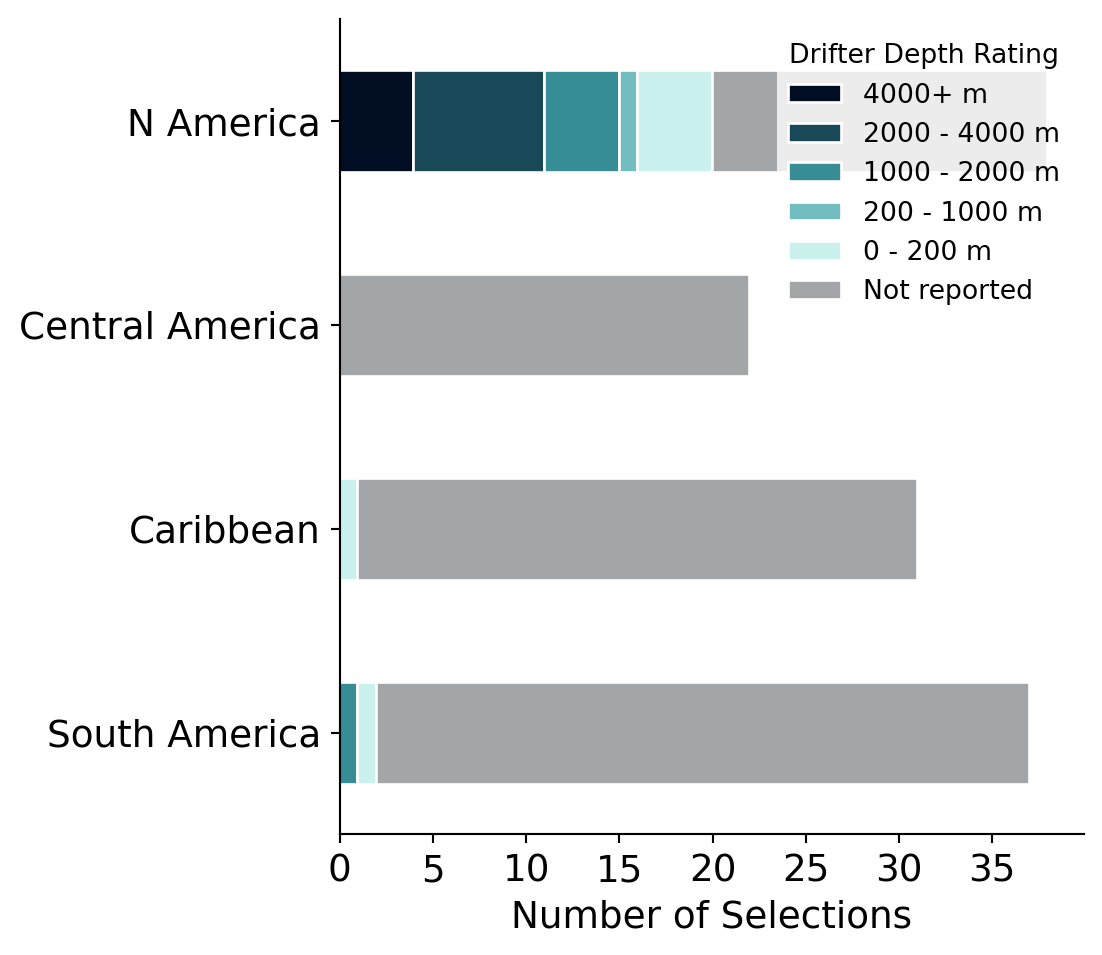 Drifter Depth Rating
4000+ m
2000 - 4000 m
1000 - 2000 m
200 - 1000 m
0 - 200 m
Not reported
N America
Central America
Caribbean
South America
0 5 10 15 20 25 30 35
Number of Selections